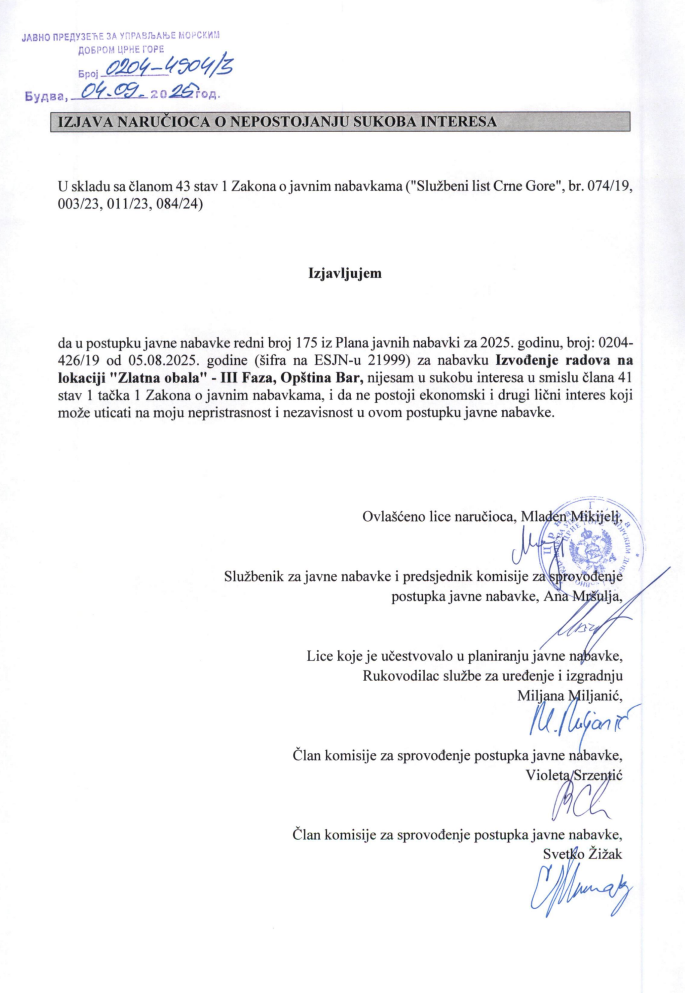 ЈАВНО ПРЕДУЗЕЋЕ ЗА УПРАВЉАЊЕ МОРСКИМ
ДОБРОМ ЦРНЕ ГОРЕ
Број 0204-4904/3
Будва, 04.09. 2025 год.
IZJAVA NARUČIOCA O NEPOSTOJANJU SUKOBA INTERESA
U skladu sa članom 43 stav 1 Zakona o javnim nabavkama ("Službeni list Crne Gore", br. 074/19,
003/23, 011/23, 084/24)
Izjavljujem
da u postupku javne nabavke redni broj 175 iz Plana javnih nabavki za 2025. godinu, broj: 0204-
426/19 od 05.08.2025. godine (šifra na ESJN-u 21999) za nabavku Izvođenje radova na
lokaciji "Zlatna obala" - III Faza, Opština Bar, nijesam u sukobu interesa u smislu člana 41
stav 1 tačka 1 Zakona o javnim nabavkama, i da ne postoji ekonomski i drugi lični interes koji
može uticati na moju nepristrasnost i nezavisnost u ovom postupku javne nabavke.
Ovlašćeno lice naručioca, Mladen Mikijelj,
Službenik za javne nabavke i predsjednik komisije za sprovođenje
postupka javne nabavke, Ana Mršulja,
Lice koje je učestvovalo u planiranju javne nabavke,
Rukovodilac službe za uređenje i izgradnju
Miljana Miljanić,
M. Miljanić
Član komisije za sprovođenje postupka javne nabavke,
Violeta Srzentić
Član komisije za sprovođenje postupka javne nabavke,
Svetko Žižak